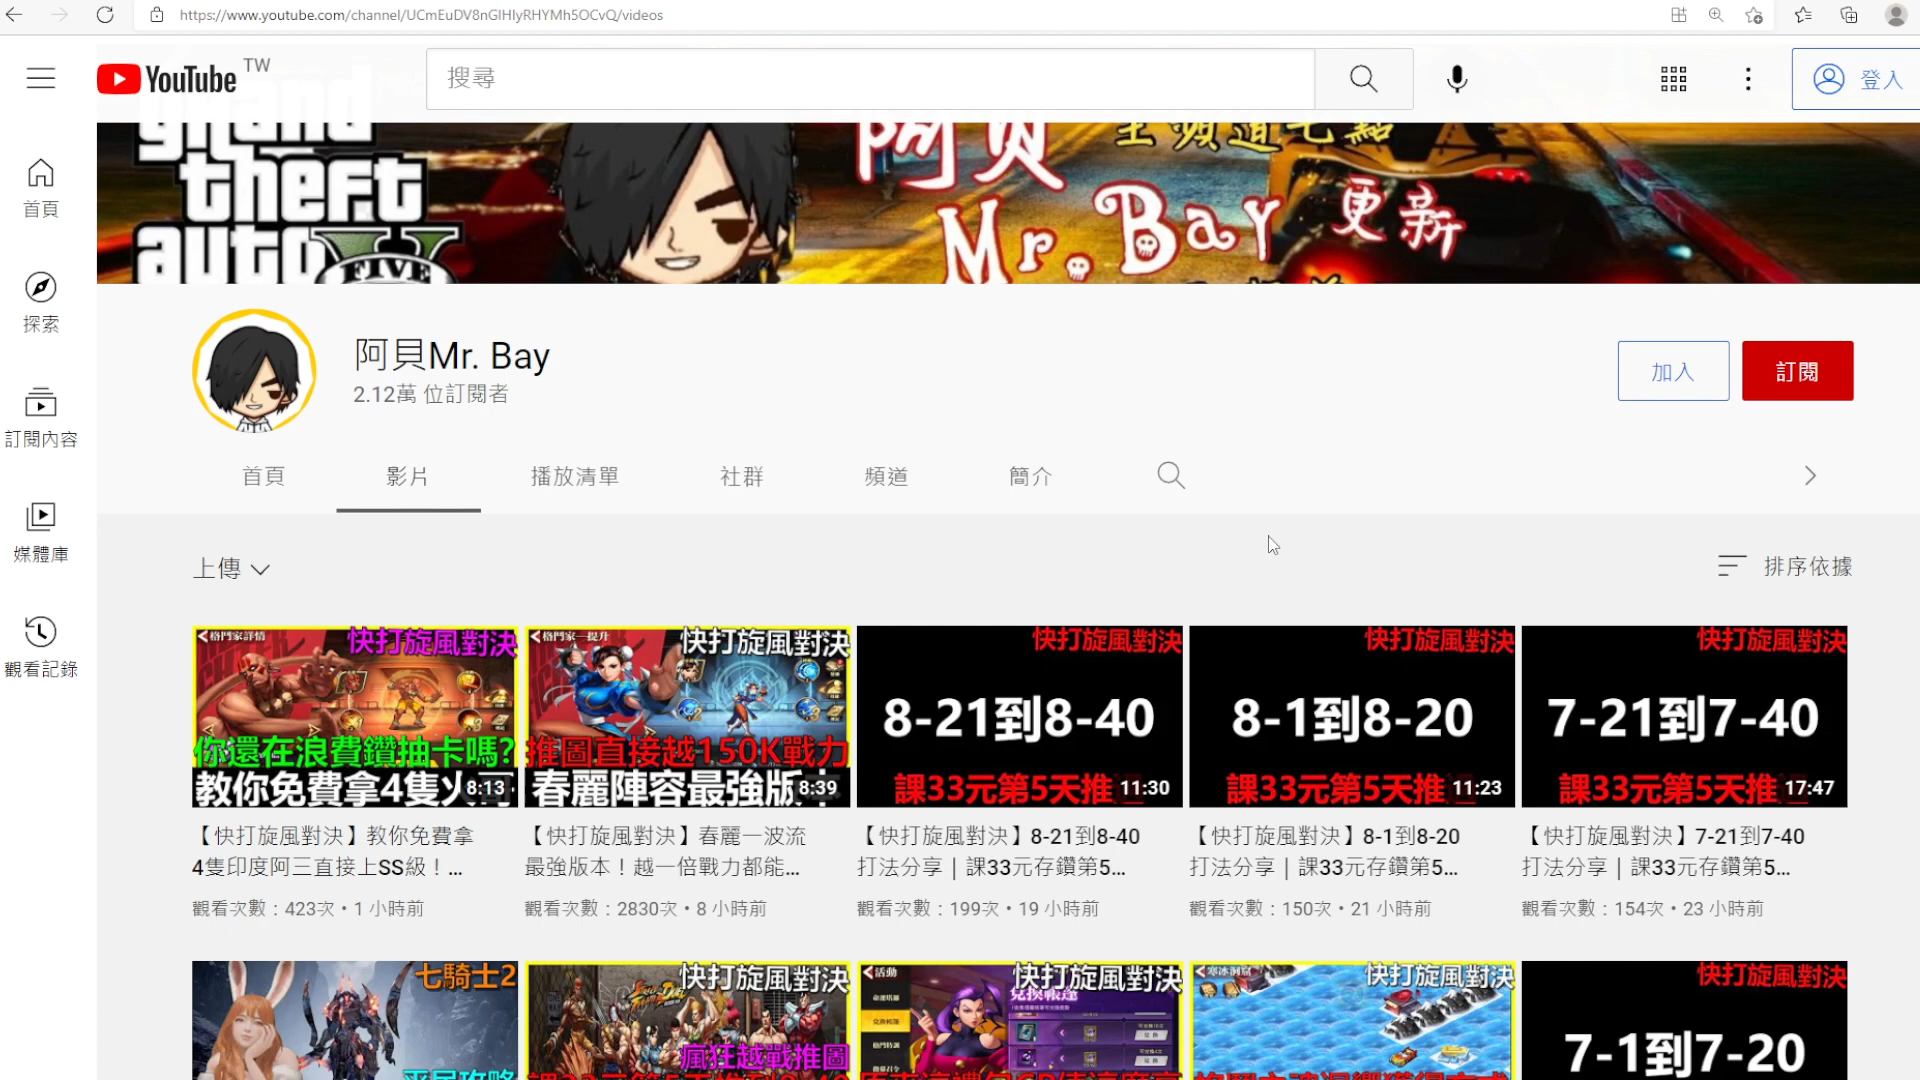 https://www.youtube.com/channel/UCmEuDV8nGIHIyRHYMh5OCvQ/videos
YouTube TW
搜尋
登入
grand
theft
auto
FIVE
阿貝
Mr. Bay
更新
首頁
探索
訂閱內容
媒體庫
觀看記錄
阿貝Mr. Bay
2.12萬 位訂閱者
加入
訂閱
首頁
影片
播放清單
社群
頻道
簡介
上傳
排序依據
格鬥家詳情
快打旋風對決
你還在浪費鑽抽卡嗎?
教你免費拿4隻火
8:13
格鬥家—提升
快打旋風對決
推圖直接越150K戰力
春麗陣容最強版
8:39
快打旋風對決
8-21到8-40
課33元第5天推
11:30
快打旋風對決
8-1到8-20
課33元第5天推
11:23
快打旋風對決
7-21到7-40
課33元第5天推
17:47
【快打旋風對決】教你免費拿
4隻印度阿三直接上SS級！...
觀看次數：423次・1 小時前
【快打旋風對決】春麗一波流
最強版本！越一倍戰力都能...
觀看次數：2830次・8 小時前
【快打旋風對決】8-21到8-40
打法分享｜課33元存鑽第5...
觀看次數：199次・19 小時前
【快打旋風對決】8-1到8-20
打法分享｜課33元存鑽第5...
觀看次數：150次・21 小時前
【快打旋風對決】7-21到7-40
打法分享｜課33元存鑽第5...
觀看次數：154次・23 小時前
七騎士2
快打旋風對決
瘋狂越戰推圖
活動
快打旋風對決
寒冰洞窟
快打旋風對決
快打旋風對決
7-1到7-20